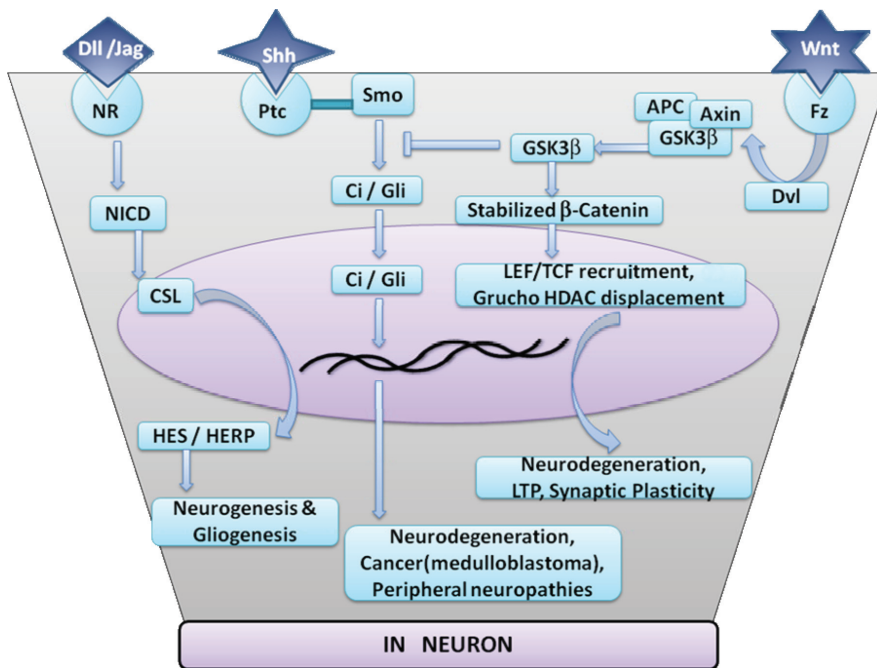 Dll /Jag
Shh
Wnt
NR
Ptc
Smo
APC
Axin
GSK3β
Fz
GSK3β
Dvl
NICD
Ci / Gli
Stabilized β-Catenin
CSL
Ci / Gli
LEF/TCF recruitment,
Grucho HDAC displacement
HES / HERP
Neurodegeneration,
LTP, Synaptic Plasticity
Neurogenesis &
Gliogenesis
Neurodegeneration,
Cancer(medulloblastoma),
Peripheral neuropathies
IN NEURON